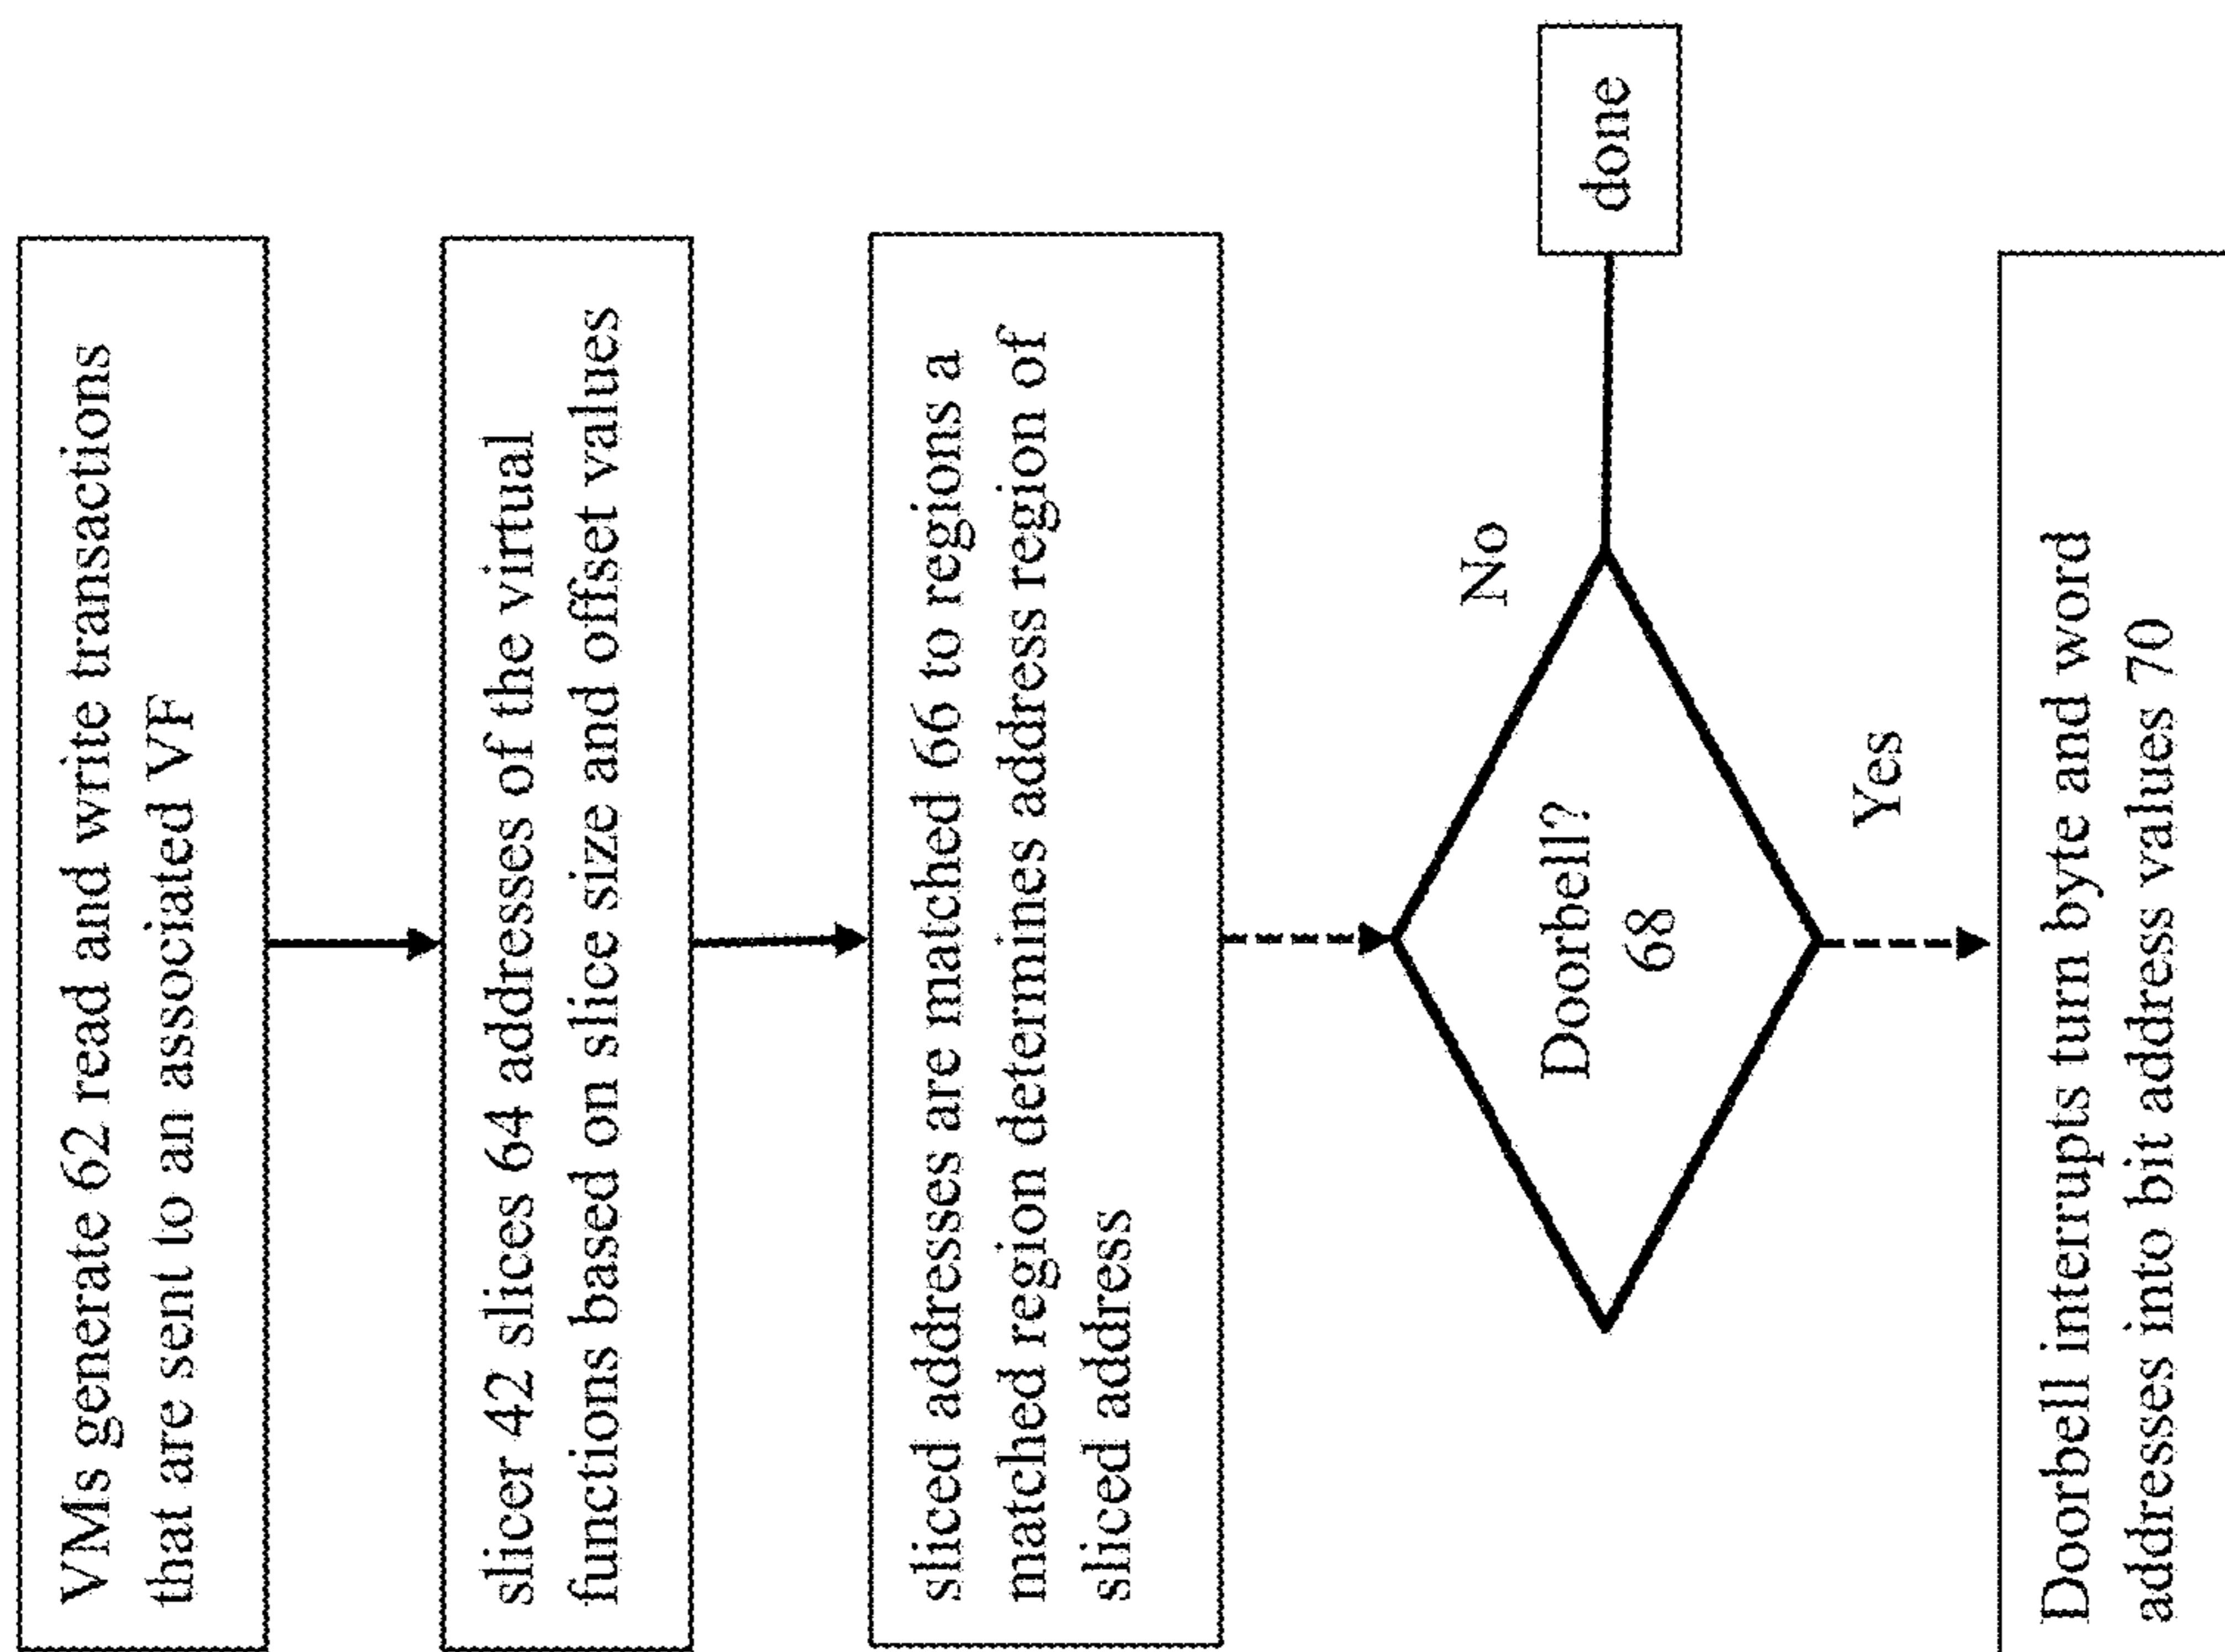 VMs generate 62 read and write transactions
that are sent to an associated VF
slicer 42 slices 64 addresses of the virtual
functions based on slice size and offset values
sliced addresses are matched 66 to regions a
matched region determines address region of
sliced address
Doorbell?
68
No
done
Yes
Doorbell interrupts turn byte and word
addresses into bit address values 70